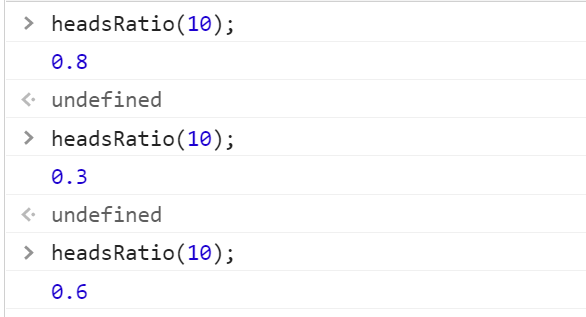 > headsRatio(10);
0.8
<· undefined
> headsRatio(10);
0.3
<· undefined
> headsRatio(10);
0.6